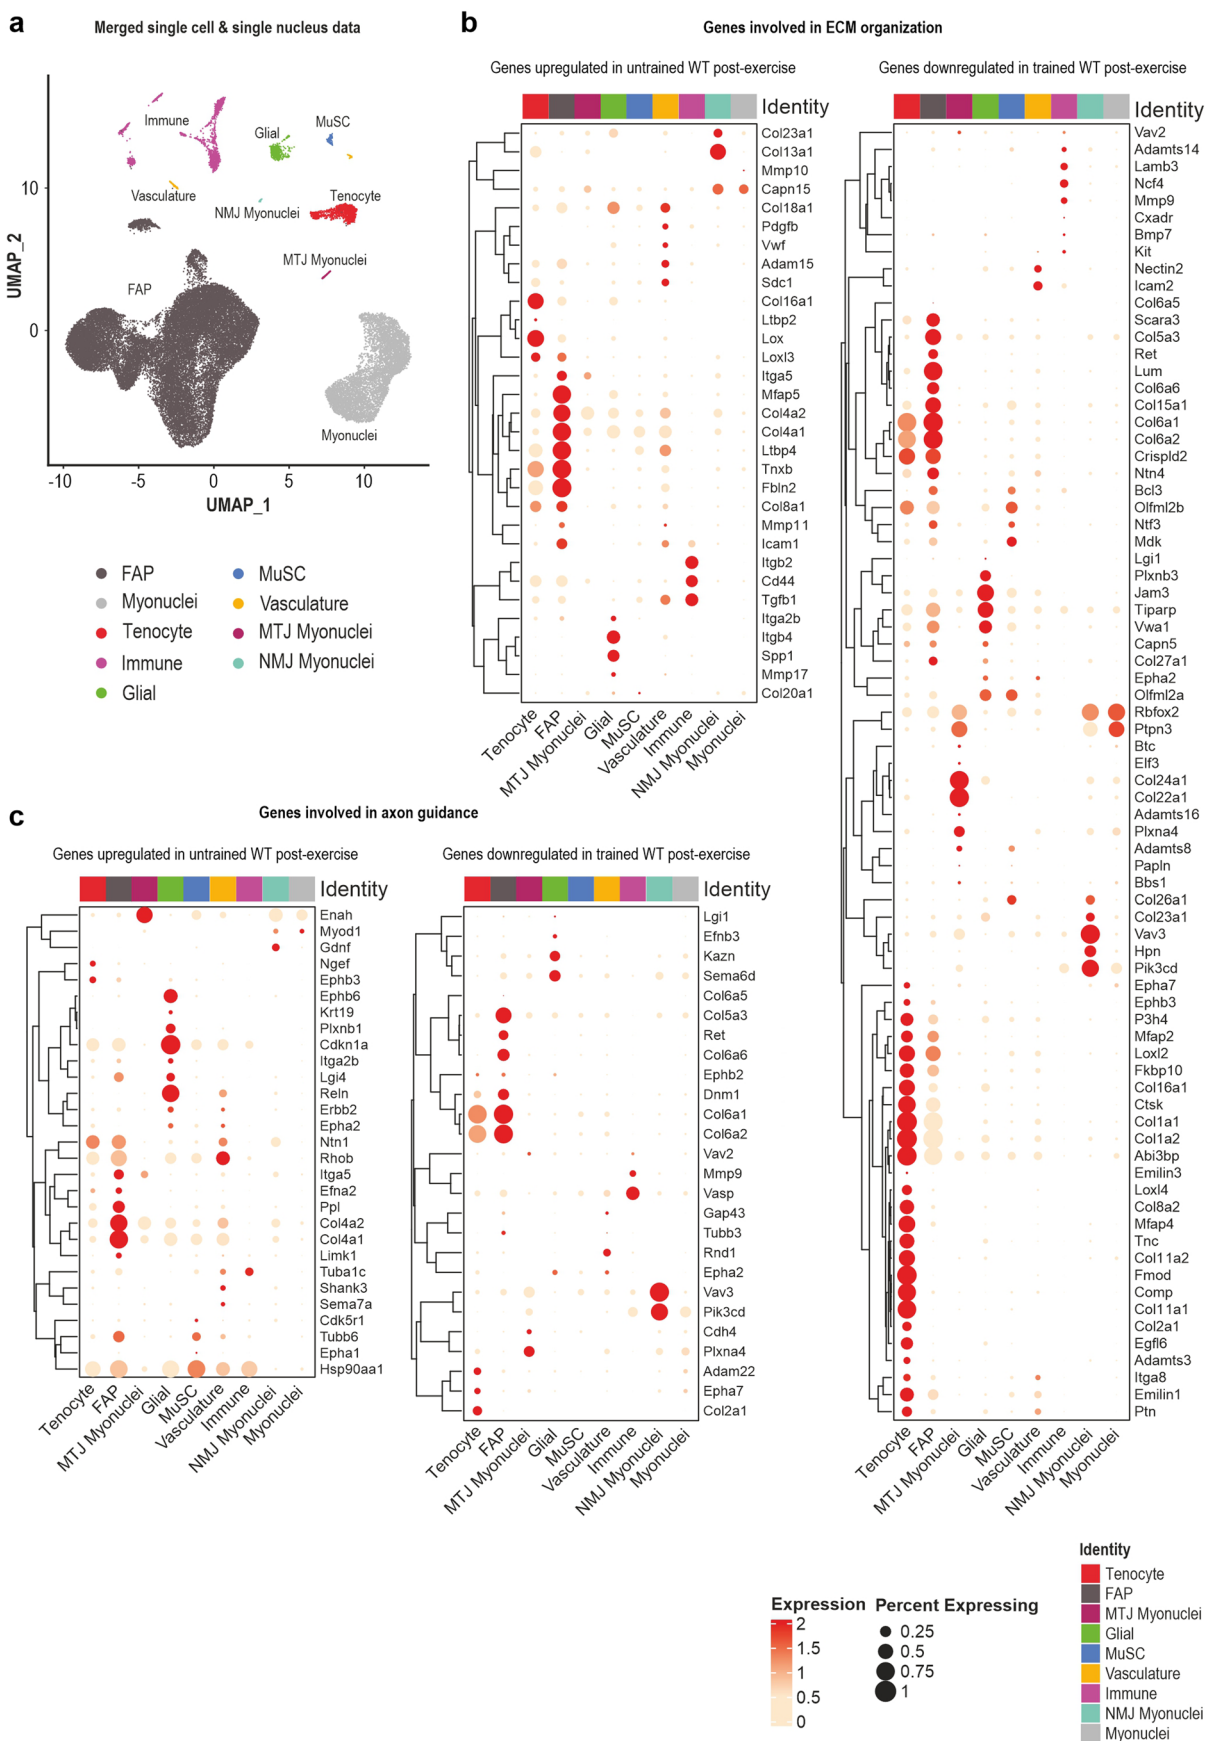 a
Merged single cell & single nucleus data
Immune
Glial
MuSC
Vasculature
NMJ Myonuclei
Tenocyte
MTJ Myonuclei
FAP
Myonuclei
UMAP_2
10
0
-10
-5
0
5
10
UMAP_1
FAP
Myonuclei
Tenocyte
Immune
Glial
MuSC
Vasculature
MTJ Myonuclei
NMJ Myonuclei
b
Genes involved in ECM organization
Genes upregulated in untrained WT post-exercise
Identity
Col23a1
Col13a1
Mmp10
Capn15
Col18a1
Pdgfb
Vwf
Adam15
Sdc1
Col16a1
Ltbp2
Lox
Loxl3
Itga5
Mfap5
Col4a2
Col4a1
Ltbp4
Tnxb
Fbln2
Col8a1
Mmp11
Icam1
Itgb2
Cd44
Tgfb1
Itga2b
Itgb4
Spp1
Mmp17
Col20a1
Tenocyte
FAP
MTJ Myonuclei
Glial
MuSC
Vasculature
Immune
NMJ Myonuclei
Myonuclei
Genes downregulated in trained WT post-exercise
Identity
Vav2
Adamts14
Lamb3
Ncf4
Mmp9
Cxadr
Bmp7
Kit
Nectin2
Icam2
Col6a5
Scara3
Col5a3
Ret
Lum
Col6a6
Col15a1
Col6a1
Col6a2
Crispld2
Ntn4
Bcl3
Olfml2b
Ntf3
Mdk
Lgi1
Plxnb3
Jam3
Tiparp
Vwa1
Capn5
Col27a1
Epha2
Olfml2a
Rbfox2
Ptpn3
Btc
Elf3
Col24a1
Col22a1
Adamts16
Plxna4
Adamts8
Papln
Bbs1
Col26a1
Col23a1
Vav3
Hpn
Pik3cd
Epha7
Ephb3
P3h4
Mfap2
Loxl2
Fkbp10
Col16a1
Ctsk
Col1a1
Col1a2
Abi3bp
Emilin3
Loxl4
Col8a2
Mfap4
Tnc
Col11a2
Fmod
Comp
Col11a1
Col2a1
Egfl6
Adamts3
Itga8
Emilin1
Ptn
Tenocyte
FAP
MTJ Myonuclei
Glial
MuSC
Vasculature
Immune
NMJ Myonuclei
Myonuclei
c
Genes involved in axon guidance
Genes upregulated in untrained WT post-exercise
Identity
Enah
Myod1
Gdnf
Ngef
Ephb3
Ephb6
Krt19
Plxnb1
Cdkn1a
Itga2b
Lgi4
Reln
Erbb2
Epha2
Ntn1
Rhob
Itga5
Efna2
Ppl
Col4a2
Col4a1
Limk1
Tuba1c
Shank3
Sema7a
Cdk5r1
Tubb6
Epha1
Hsp90aa1
Tenocyte
FAP
MTJ Myonuclei
Glial
MuSC
Vasculature
Immune
NMJ Myonuclei
Myonuclei
Genes downregulated in trained WT post-exercise
Identity
Lgi1
Efnb3
Kazn
Sema6d
Col6a5
Col5a3
Ret
Col6a6
Ephb2
Dnm1
Col6a1
Col6a2
Vav2
Mmp9
Vasp
Gap43
Tubb3
Rnd1
Epha2
Vav3
Pik3cd
Cdh4
Plxna4
Adam22
Epha7
Col2a1
Tenocyte
FAP
MTJ Myonuclei
Glial
MuSC
Vasculature
Immune
NMJ Myonuclei
Myonuclei
Expression
2
1.5
1
0.5
0
Percent Expressing
0.25
0.5
0.75
1
Identity
Tenocyte
FAP
MTJ Myonuclei
Glial
MuSC
Vasculature
Immune
NMJ Myonuclei
Myonuclei